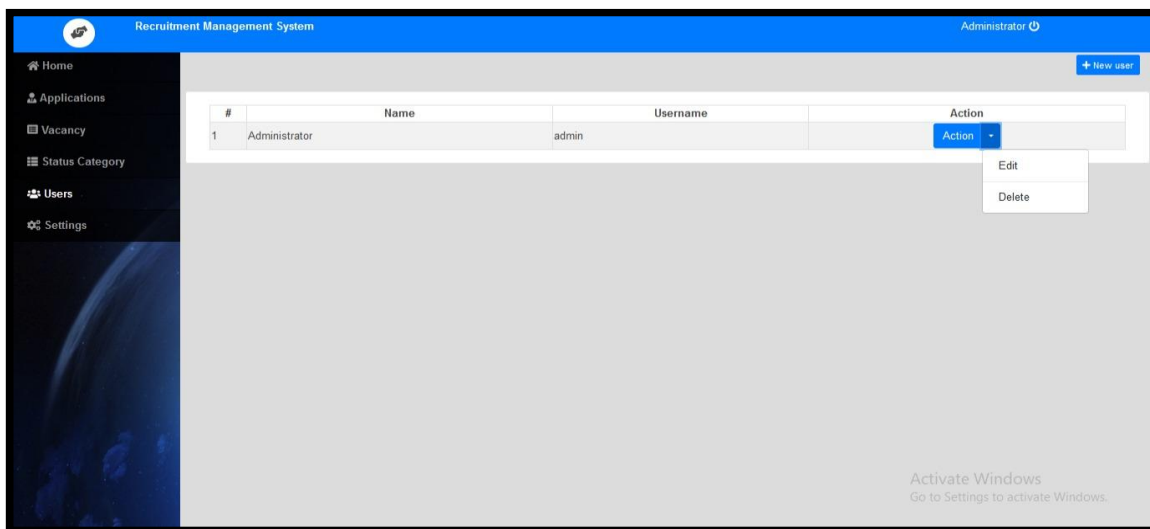 Recruitment Management System
Administrator
Home
Applications
Vacancy
Status Category
Users
Settings
+ New user
# Name Username Action
1 Administrator admin Action
Edit
Delete
Activate Windows
Go to Settings to activate Windows.